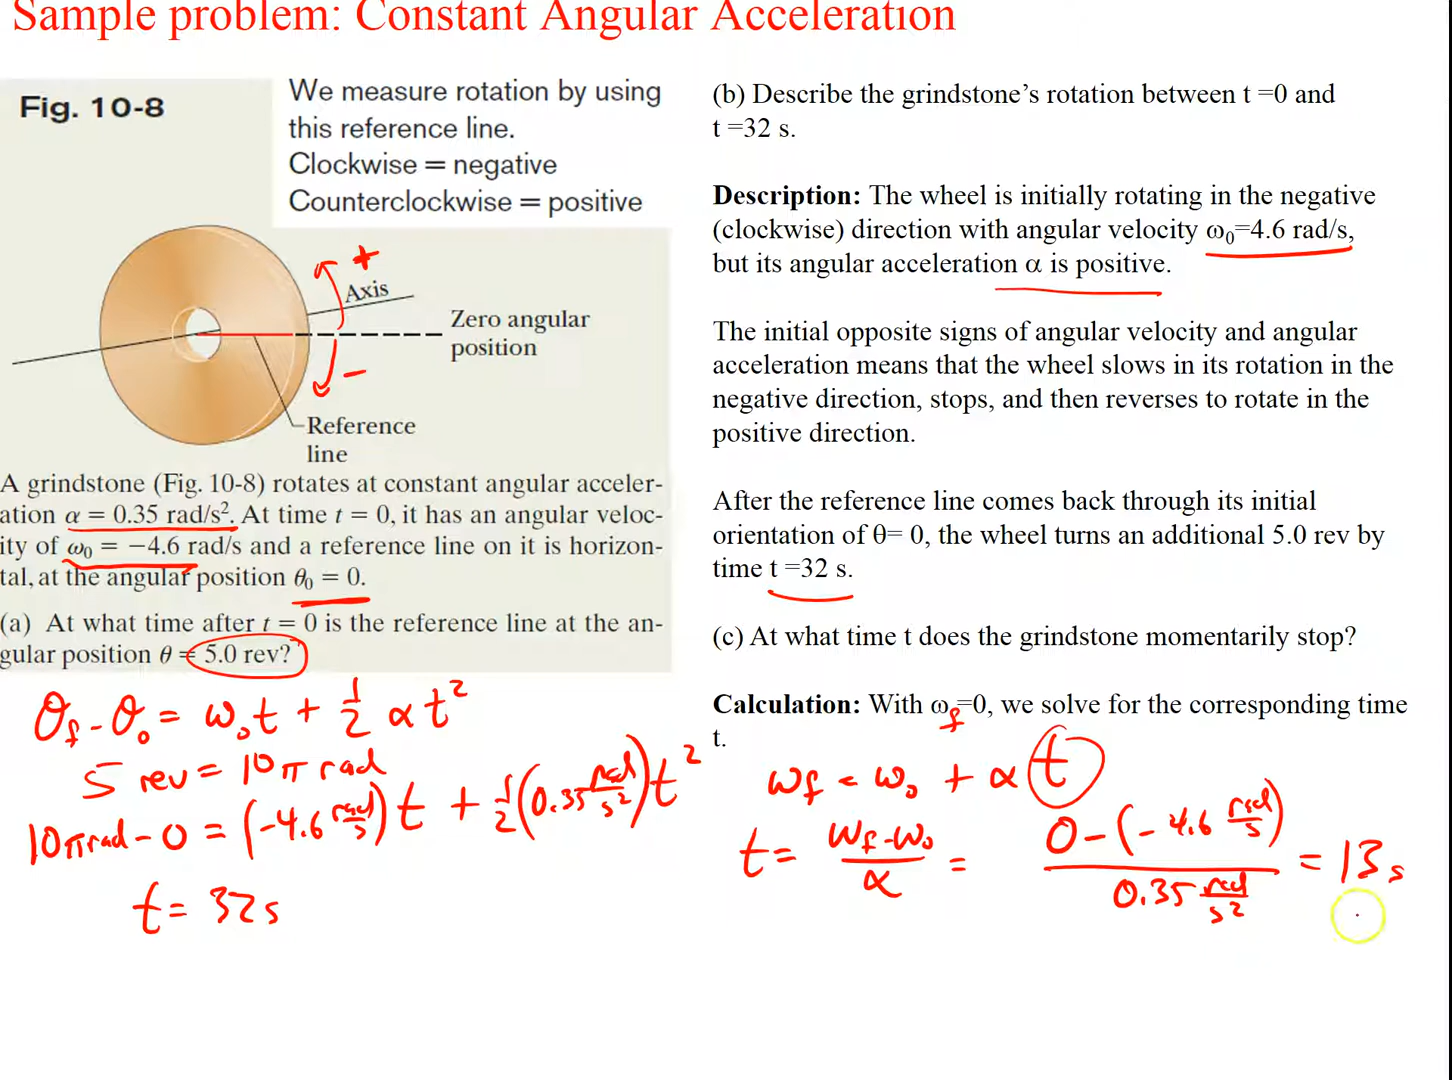 Sample problem: Constant Angular Acceleration
Fig. 10-8
We measure rotation by using
this reference line.
Clockwise = negative
Counterclockwise = positive
+
Axis
Zero angular
position
−
Reference
line
A grindstone (Fig. 10-8) rotates at constant angular acceler-
ation α = 0.35 rad/s². At time t = 0, it has an angular veloc-
ity of ω₀ = −4.6 rad/s and a reference line on it is horizon-
tal, at the angular position θ₀ = 0.
(a) At what time after t = 0 is the reference line at the an-
gular position θ = 5.0 rev?
θf - θ₀ = ω₀t + 1/2 αt²
5 rev = 10π rad
10π rad - 0 = (-4.6 rad/s) t + 1/2 (0.35 rad/s²) t²
t = 32s
(b) Describe the grindstone’s rotation between t =0 and
t =32 s.
Description: The wheel is initially rotating in the negative
(clockwise) direction with angular velocity ω₀=4.6 rad/s,
but its angular acceleration α is positive.
The initial opposite signs of angular velocity and angular
acceleration means that the wheel slows in its rotation in the
negative direction, stops, and then reverses to rotate in the
positive direction.
After the reference line comes back through its initial
orientation of θ= 0, the wheel turns an additional 5.0 rev by
time t =32 s.
(c) At what time t does the grindstone momentarily stop?
Calculation: With ωf=0, we solve for the corresponding time
t.
ωf = ω₀ + αt
t = (ωf - ω₀)/α = (0 - (-4.6 rad/s))/(0.35 rad/s²) = 13 s